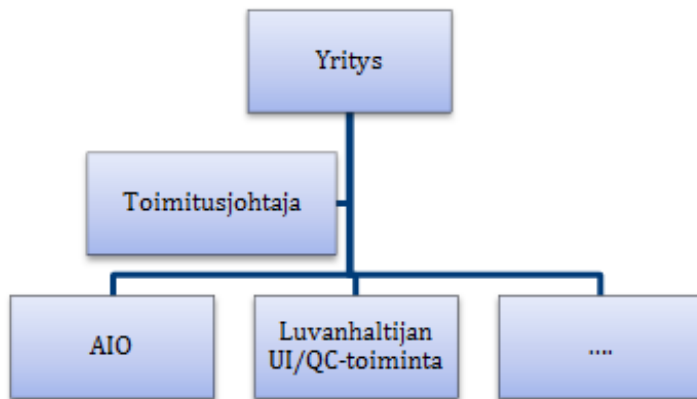 Yritys
Toimitusjohtaja
AIO
Luvanhaltijan
UI/QC-toiminta
....